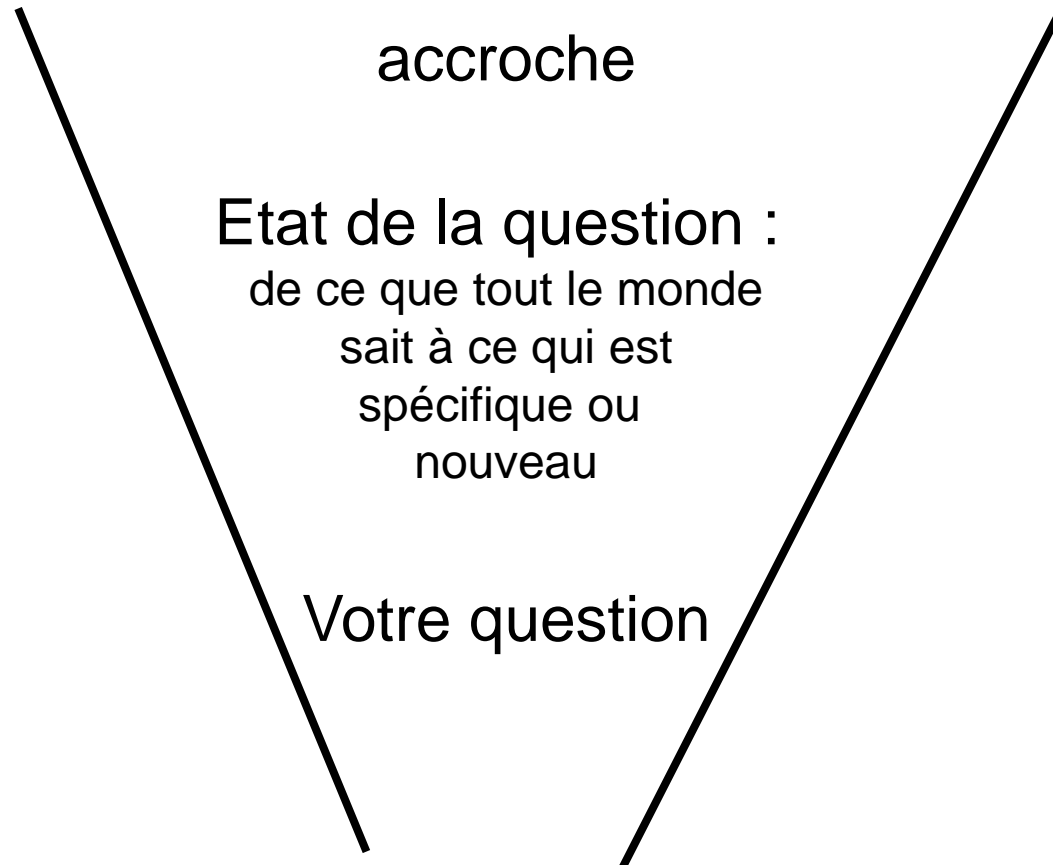 accroche
Etat de la question :
de ce que tout le monde
sait à ce qui est
spécifique ou
nouveau
Votre question